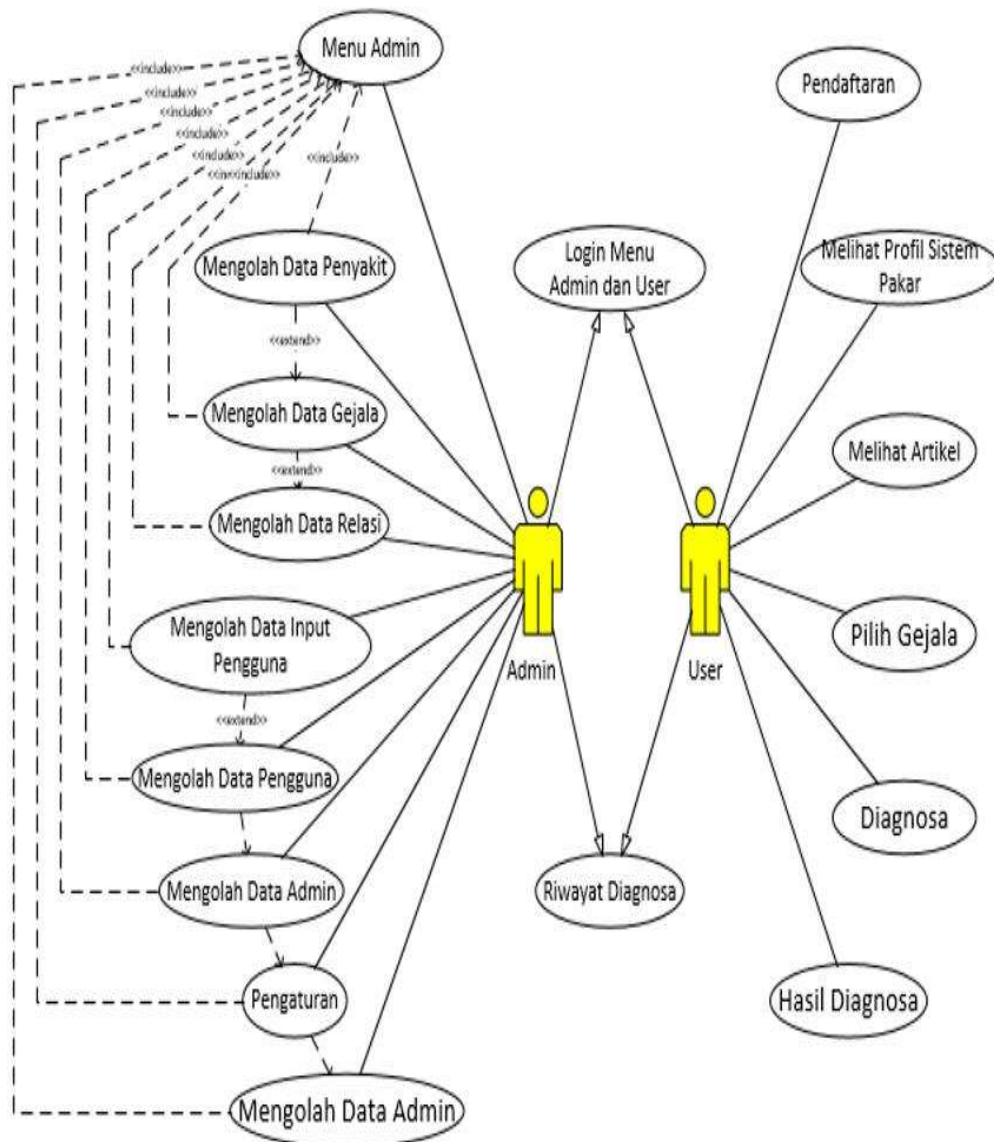 Menu Admin
Pendaftaran
<<include>>
<<include>>
<<include>>
<<include>>
<<include>>
<<in<<include>>
<<include>>
Mengolah Data Penyakit
Login Menu
Admin dan User
Melihat Profil Sistem
Pakar
<<extend>>
Mengolah Data Gejala
Melihat Artikel
<<extend>>
Mengolah Data Relasi
Mengolah Data Input
Pengguna
Admin
User
Pilih Gejala
<<extend>>
Mengolah Data Pengguna
Diagnosa
Mengolah Data Admin
Riwayat Diagnosa
Pengaturan
Hasil Diagnosa
Mengolah Data Admin